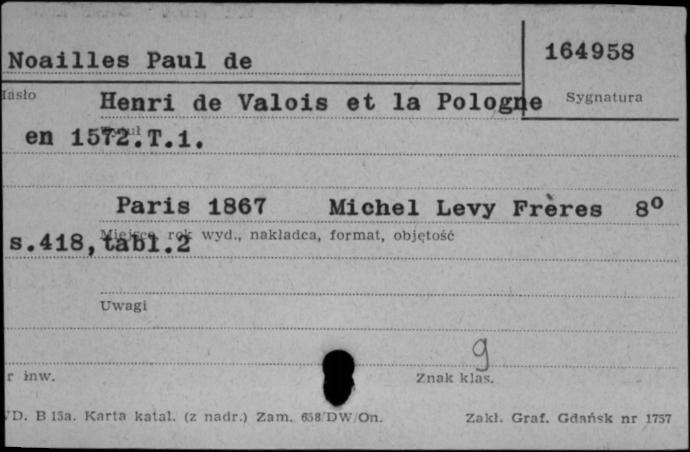 Noailles Paul de 164958
Hasło Henri de Valois et la Pologne Sygnatura
en 1572.T.1.
Paris 1867 Michel Levy Frères 8º
s.418, tabl.2
Miejsce, rok wyd., nakładca, format, objętość
Uwagi
g
r inw. Znak klas.
D. B 15a. Karta katal. (z nadr.) Zam. 658/DW/On. Zakł. Graf. Gdańsk nr 1757